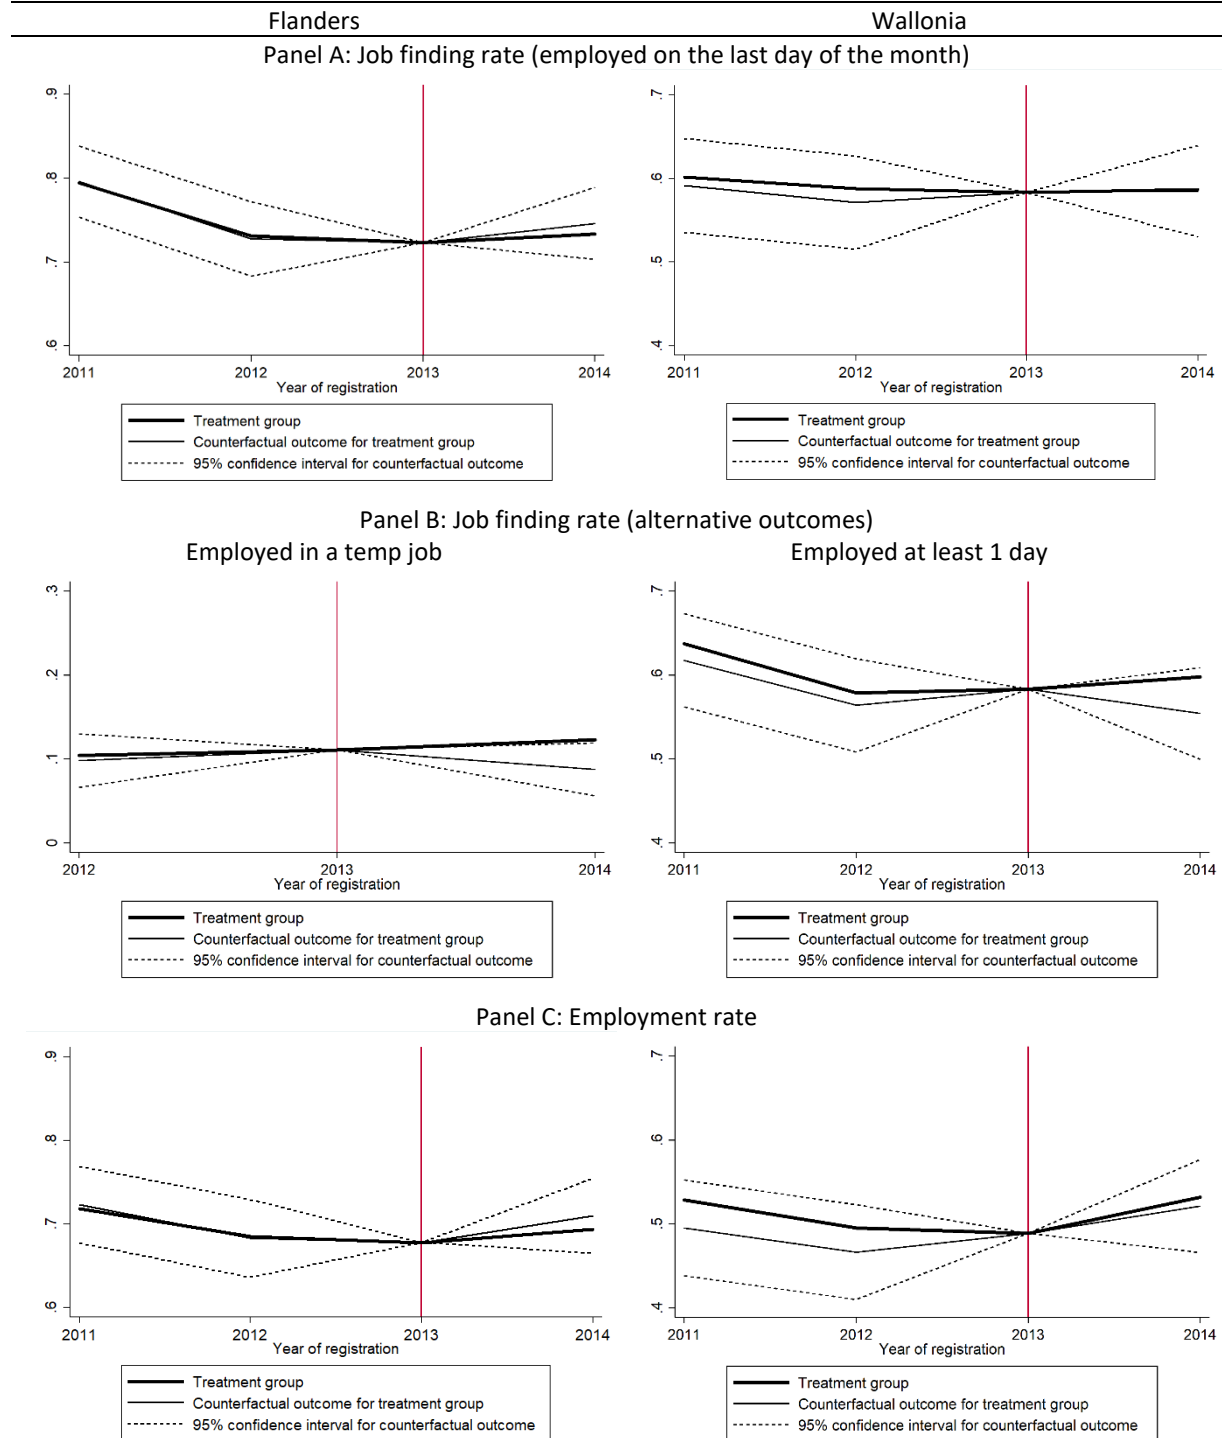 Flanders Wallonia
Panel A: Job finding rate (employed on the last day of the month)
.9
.8
.7
.6
2011 2012 2013 2014
Year of registration
Treatment group
Counterfactual outcome for treatment group
95% confidence interval for counterfactual outcome
.7
.6
.5
.4
2011 2012 2013 2014
Year of registration
Treatment group
Counterfactual outcome for treatment group
95% confidence interval for counterfactual outcome
Panel B: Job finding rate (alternative outcomes)
Employed in a temp job
.3
.2
.1
0
2012 2013 2014
Year of registration
Treatment group
Counterfactual outcome for treatment group
95% confidence interval for counterfactual outcome
Employed at least 1 day
.7
.6
.5
.4
2011 2012 2013 2014
Year of registration
Treatment group
Counterfactual outcome for treatment group
95% confidence interval for counterfactual outcome
Panel C: Employment rate
.9
.8
.7
.6
2011 2012 2013 2014
Year of registration
Treatment group
Counterfactual outcome for treatment group
95% confidence interval for counterfactual outcome
.7
.6
.5
.4
2011 2012 2013 2014
Year of registration
Treatment group
Counterfactual outcome for treatment group
95% confidence interval for counterfactual outcome